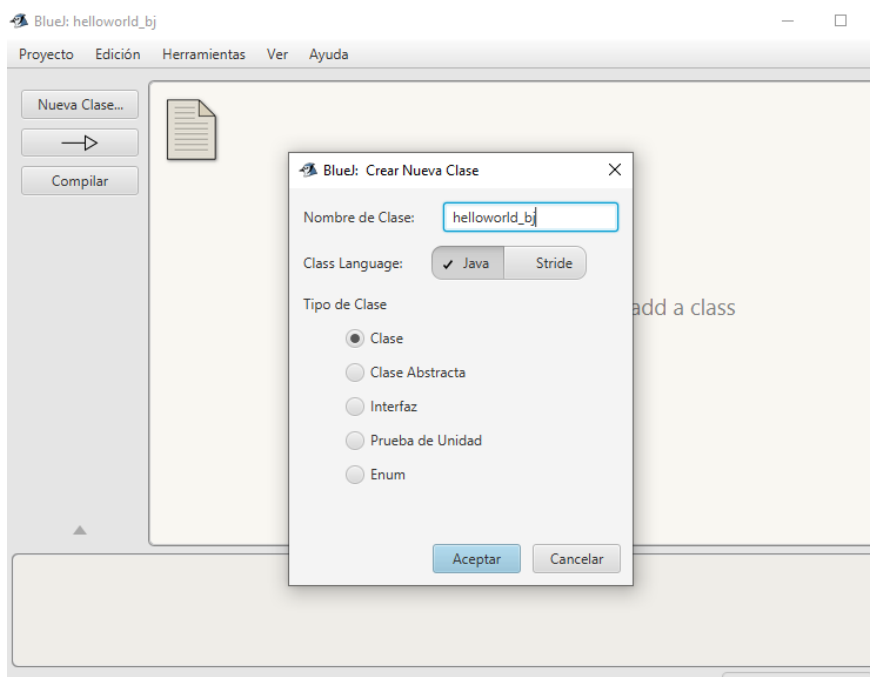 BlueJ: helloworld_bj
Proyecto Edición Herramientas Ver Ayuda
Nueva Clase...
Compilar
BlueJ: Crear Nueva Clase
Nombre de Clase: helloworld_bj
Class Language: Java Stride
Tipo de Clase
add a class
Clase
Clase Abstracta
Interfaz
Prueba de Unidad
Enum
Aceptar Cancelar